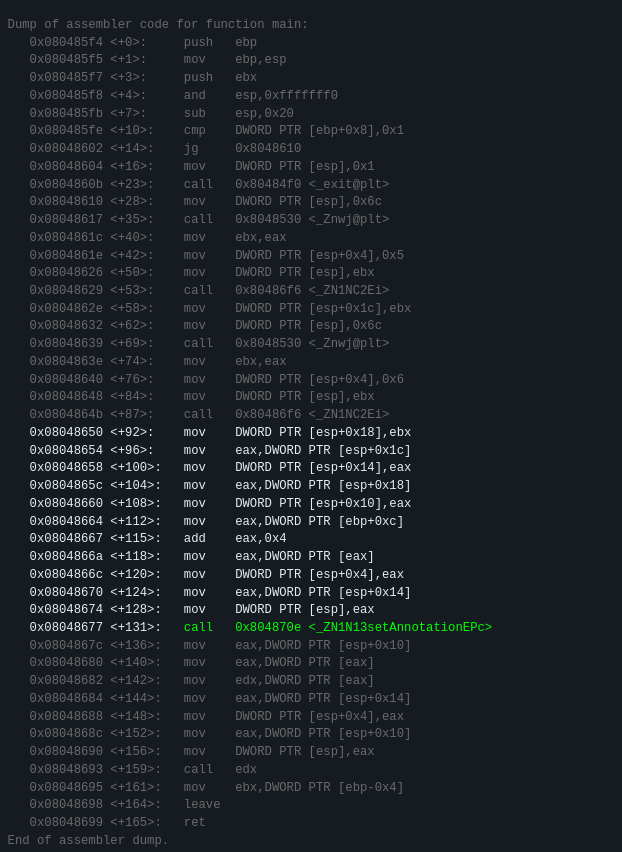 Dump of assembler code for function main:
0x080485f4 <+0>: push ebp
0x080485f5 <+1>: mov ebp,esp
0x080485f7 <+3>: push ebx
0x080485f8 <+4>: and esp,0xfffffff0
0x080485fb <+7>: sub esp,0x20
0x080485fe <+10>: cmp DWORD PTR [ebp+0x8],0x1
0x08048602 <+14>: jg 0x8048610
0x08048604 <+16>: mov DWORD PTR [esp],0x1
0x0804860b <+23>: call 0x80484f0 <_exit@plt>
0x08048610 <+28>: mov DWORD PTR [esp],0x6c
0x08048617 <+35>: call 0x8048530 <_Znwj@plt>
0x0804861c <+40>: mov ebx,eax
0x0804861e <+42>: mov DWORD PTR [esp+0x4],0x5
0x08048626 <+50>: mov DWORD PTR [esp],ebx
0x08048629 <+53>: call 0x80486f6 <_ZN1NC2Ei>
0x0804862e <+58>: mov DWORD PTR [esp+0x1c],ebx
0x08048632 <+62>: mov DWORD PTR [esp],0x6c
0x08048639 <+69>: call 0x8048530 <_Znwj@plt>
0x0804863e <+74>: mov ebx,eax
0x08048640 <+76>: mov DWORD PTR [esp+0x4],0x6
0x08048648 <+84>: mov DWORD PTR [esp],ebx
0x0804864b <+87>: call 0x80486f6 <_ZN1NC2Ei>
0x08048650 <+92>: mov DWORD PTR [esp+0x18],ebx
0x08048654 <+96>: mov eax,DWORD PTR [esp+0x1c]
0x08048658 <+100>: mov DWORD PTR [esp+0x14],eax
0x0804865c <+104>: mov eax,DWORD PTR [esp+0x18]
0x08048660 <+108>: mov DWORD PTR [esp+0x10],eax
0x08048664 <+112>: mov eax,DWORD PTR [ebp+0xc]
0x08048667 <+115>: add eax,0x4
0x0804866a <+118>: mov eax,DWORD PTR [eax]
0x0804866c <+120>: mov DWORD PTR [esp+0x4],eax
0x08048670 <+124>: mov eax,DWORD PTR [esp+0x14]
0x08048674 <+128>: mov DWORD PTR [esp],eax
0x08048677 <+131>: call 0x804870e <_ZN1N13setAnnotationEPc>
0x0804867c <+136>: mov eax,DWORD PTR [esp+0x10]
0x08048680 <+140>: mov eax,DWORD PTR [eax]
0x08048682 <+142>: mov edx,DWORD PTR [eax]
0x08048684 <+144>: mov eax,DWORD PTR [esp+0x14]
0x08048688 <+148>: mov DWORD PTR [esp+0x4],eax
0x0804868c <+152>: mov eax,DWORD PTR [esp+0x10]
0x08048690 <+156>: mov DWORD PTR [esp],eax
0x08048693 <+159>: call edx
0x08048695 <+161>: mov ebx,DWORD PTR [ebp-0x4]
0x08048698 <+164>: leave
0x08048699 <+165>: ret
End of assembler dump.